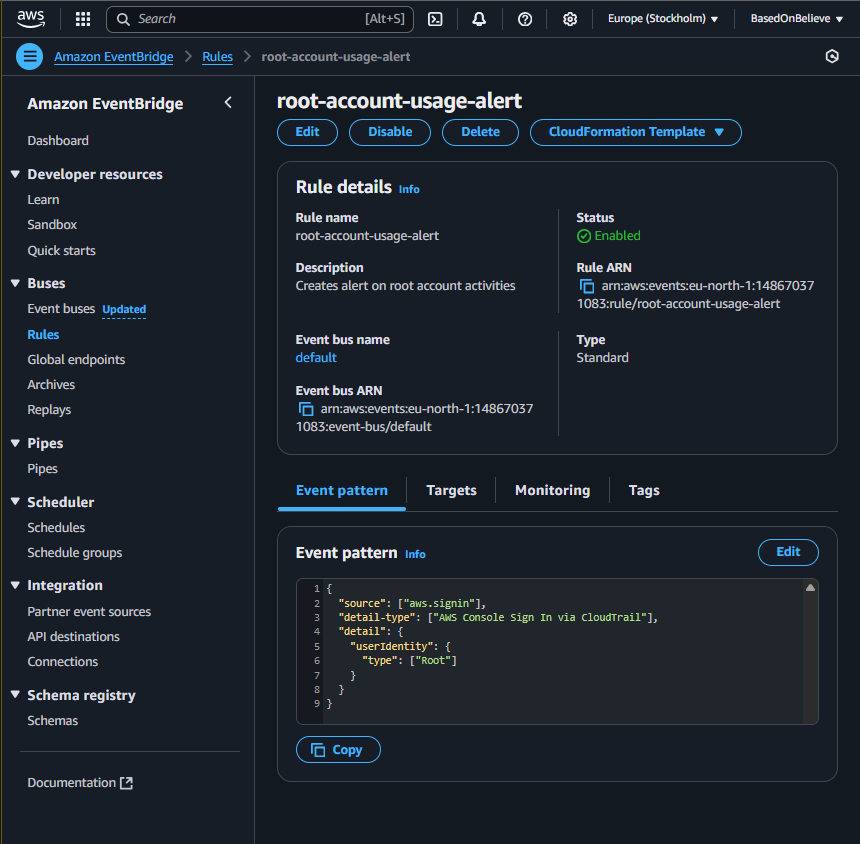 aws
Search
[Alt+S]
Europe (Stockholm)
BasedOnBelieve
Amazon EventBridge
Rules
root-account-usage-alert
Amazon EventBridge
Dashboard
Developer resources
Learn
Sandbox
Quick starts
Buses
Event buses Updated
Rules
Global endpoints
Archives
Replays
Pipes
Pipes
Scheduler
Schedules
Schedule groups
Integration
Partner event sources
API destinations
Connections
Schema registry
Schemas
Documentation
root-account-usage-alert
Edit
Disable
Delete
CloudFormation Template
Rule details Info
Rule name
root-account-usage-alert
Description
Creates alert on root account activities
Event bus name
default
Event bus ARN
arn:aws:events:eu-north-1:14867037
1083:event-bus/default
Status
Enabled
Rule ARN
arn:aws:events:eu-north-1:14867037
1083:rule/root-account-usage-alert
Type
Standard
Event pattern
Targets
Monitoring
Tags
Event pattern Info
Edit
1 {
2 "source": ["aws.signin"],
3 "detail-type": ["AWS Console Sign In via CloudTrail"],
4 "detail": {
5 "userIdentity": {
6 "type": ["Root"]
7 }
8 }
9 }
Copy